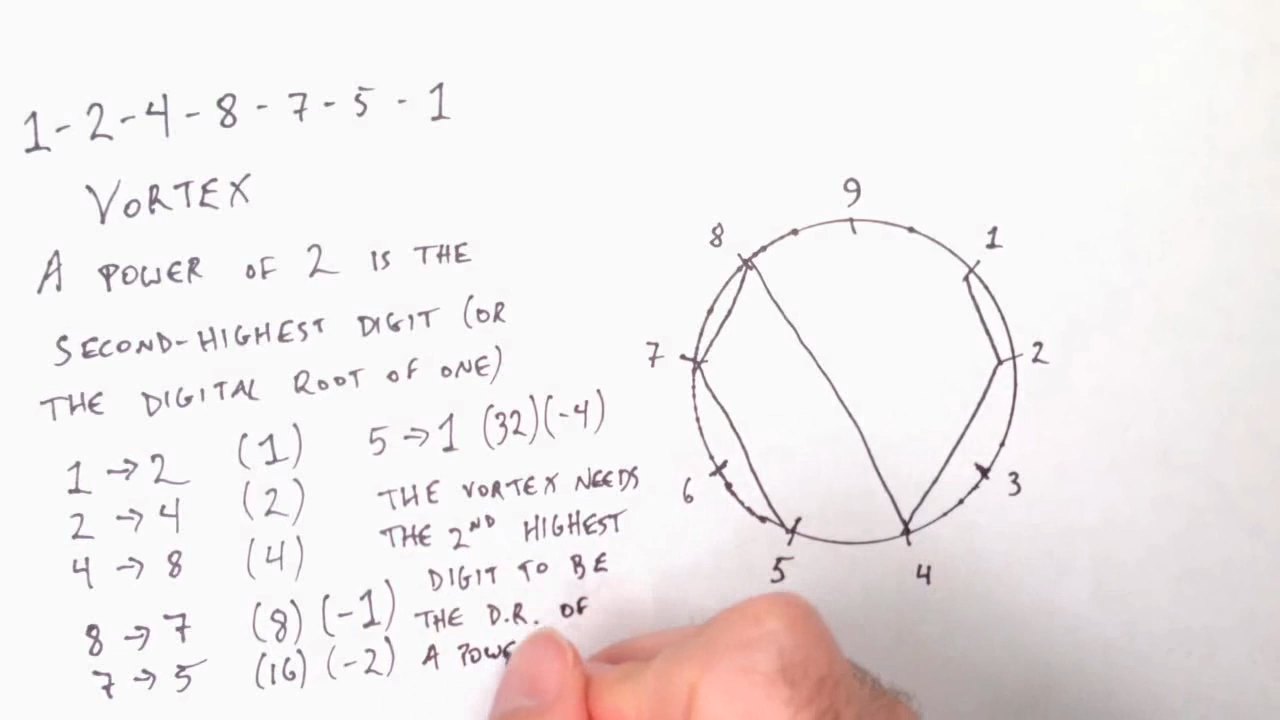 1-2-4-8-7-5-1
VORTEX
A POWER OF 2 IS THE
SECOND-HIGHEST DIGIT (OR
THE DIGITAL ROOT OF ONE)
1→2 (1)
2→4 (2)
4→8 (4)
8→7 (8)(-1)
7→5 (16)(-2)
5→1 (32)(-4)
THE VORTEX NEEDS
THE 2ND HIGHEST
DIGIT TO BE
THE D.R. OF
A
9
8
1
7
2
6
3
5
4